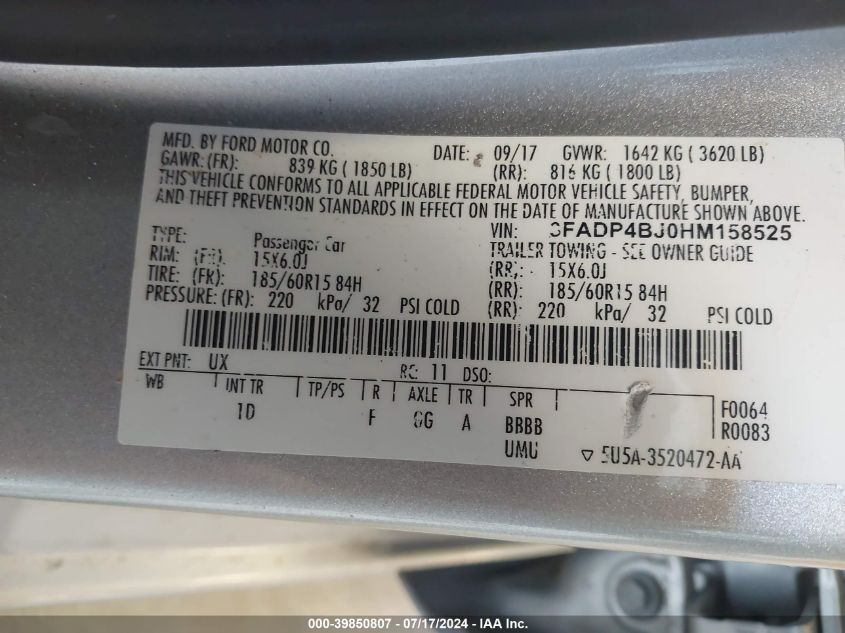 MFD. BY FORD MOTOR CO. DATE: 09/17 GVWR: 1642 KG ( 3620 LB)
GAWR: (FR): 839 KG ( 1850 LB) (RR): 816 KG ( 1800 LB)
THIS VEHICLE CONFORMS TO ALL APPLICABLE FEDERAL MOTOR VEHICLE SAFETY, BUMPER,
AND THEFT PREVENTION STANDARDS IN EFFECT ON THE DATE OF MANUFACTURE SHOWN ABOVE.
VIN: 3FADP4BJ0HM158525
TYPE: Passenger Car TRAILER TOWING - SEE OWNER GUIDE
RIM: (FR): 15X6.0J (RR): 15X6.0J
TIRE: (FR): 185/60R15 84H (RR): 185/60R15 84H
PRESSURE: (FR): 220 kPa/ 32 PSI COLD (RR): 220 kPa/ 32 PSI COLD
EXT PNT: UX RC: 11 DSO:
WB INT TR TP/PS R AXLE TR SPR F0064
1D F GG A BBBB R0083
UMU 5U5A-3520472-AA
000-39850807 - 07/17/2024 - IAA Inc.